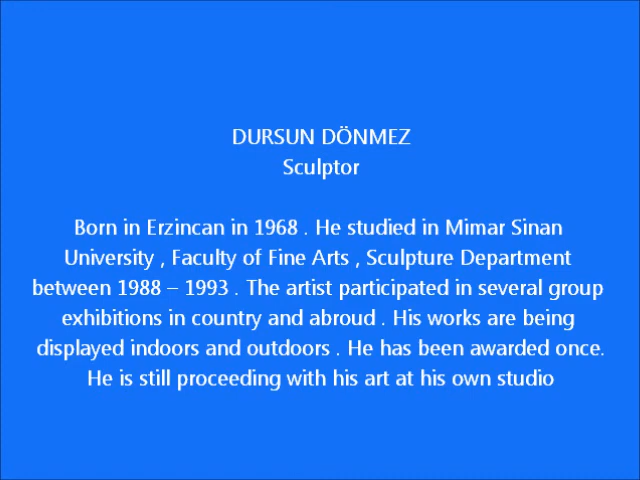 DURSUN DÖNMEZ
Sculptor
Born in Erzincan in 1968 . He studied in Mimar Sinan
University , Faculty of Fine Arts , Sculpture Department
between 1988 – 1993 . The artist participated in several group
exhibitions in country and abroud . His works are being
displayed indoors and outdoors . He has been awarded once.
He is still proceeding with his art at his own studio